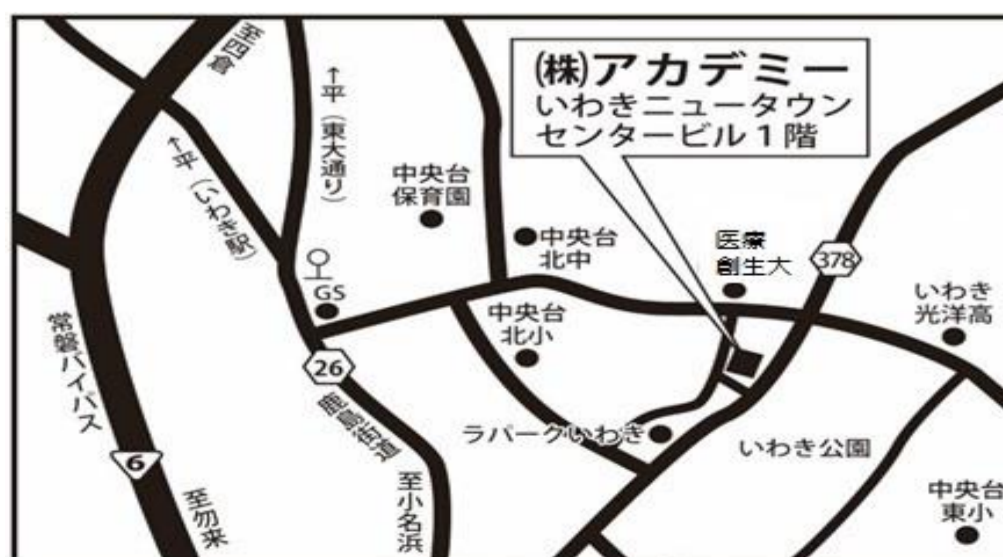 (株)アカデミー
いわきニュータウン
センタービル1階
至四倉
↑平(いわき駅)
↑平(東大通り)
中央台
保育園
中央台
北中
医療
創生大
378
いわき
光洋高
GS
中央台
北小
26
鹿島街道
常磐バイパス
6
至勿来
至小名浜
ラパークいわき
いわき公園
中央台
東小